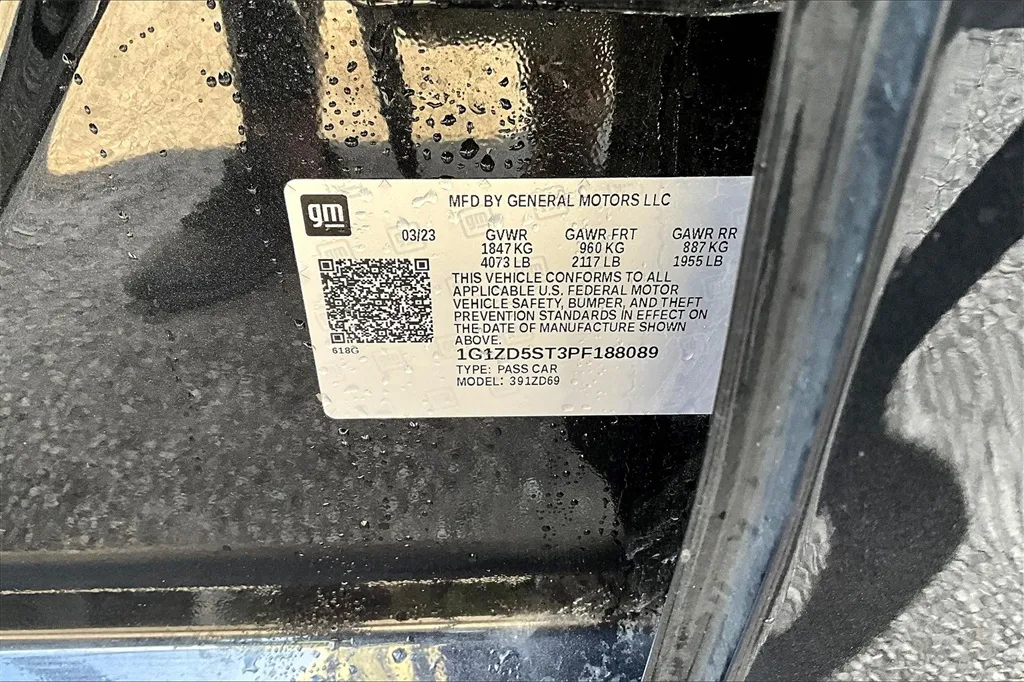 gm
MFD BY GENERAL MOTORS LLC
03/23 GVWR GAWR FRT GAWR RR
1847 KG 960 KG 887 KG
4073 LB 2117 LB 1955 LB
THIS VEHICLE CONFORMS TO ALL
APPLICABLE U.S. FEDERAL MOTOR
VEHICLE SAFETY, BUMPER, AND THEFT
PREVENTION STANDARDS IN EFFECT ON
THE DATE OF MANUFACTURE SHOWN
ABOVE.
618G
1G1ZD5ST3PF188089
TYPE: PASS CAR
MODEL: 391ZD69